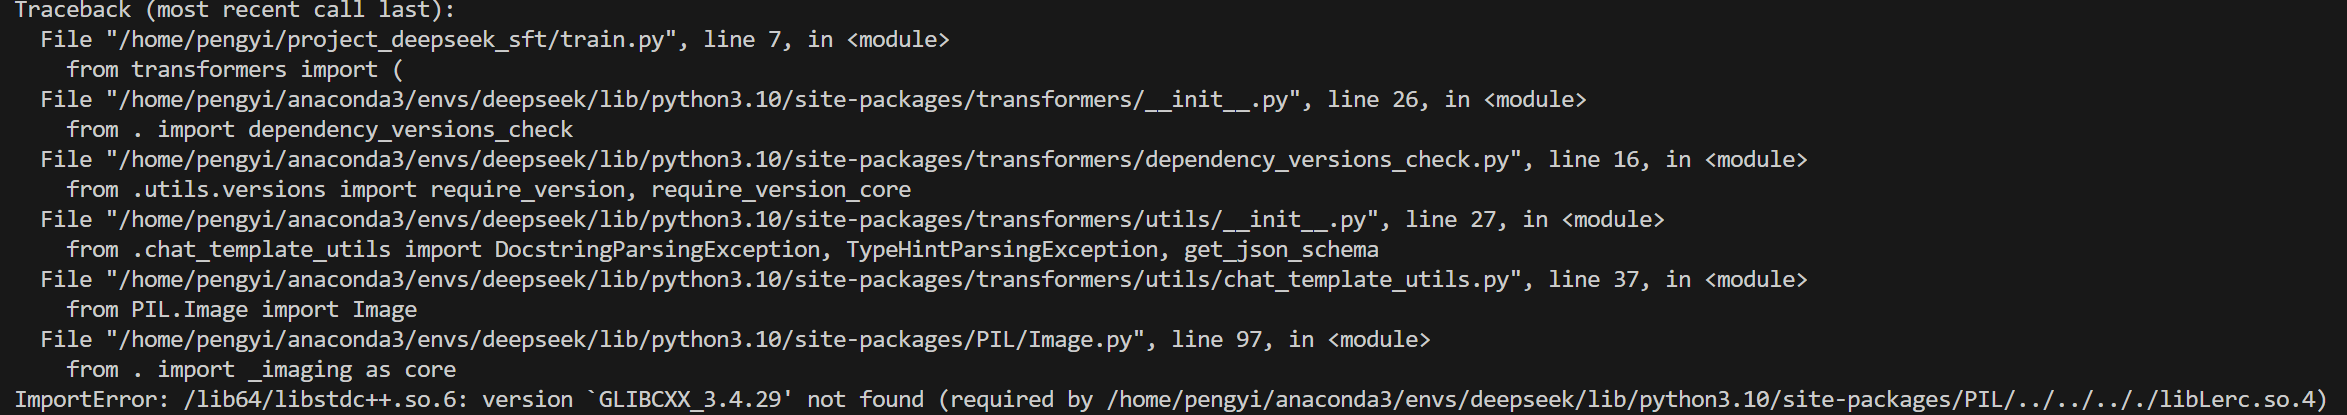 Traceback (most recent call last):
  File "/home/pengyi/project_deepseek_sft/train.py", line 7, in <module>
    from transformers import (
  File "/home/pengyi/anaconda3/envs/deepseek/lib/python3.10/site-packages/transformers/__init__.py", line 26, in <module>
    from . import dependency_versions_check
  File "/home/pengyi/anaconda3/envs/deepseek/lib/python3.10/site-packages/transformers/dependency_versions_check.py", line 16, in <module>
    from .utils.versions import require_version, require_version_core
  File "/home/pengyi/anaconda3/envs/deepseek/lib/python3.10/site-packages/transformers/utils/__init__.py", line 27, in <module>
    from .chat_template_utils import DocstringParsingException, TypeHintParsingException, get_json_schema
  File "/home/pengyi/anaconda3/envs/deepseek/lib/python3.10/site-packages/transformers/utils/chat_template_utils.py", line 37, in <module>
    from PIL.Image import Image
  File "/home/pengyi/anaconda3/envs/deepseek/lib/python3.10/site-packages/PIL/Image.py", line 97, in <module>
    from . import _imaging as core
ImportError: /lib64/libstdc++.so.6: version `GLIBCXX_3.4.29' not found (required by /home/pengyi/anaconda3/envs/deepseek/lib/python3.10/site-packages/PIL/../../.././libLerc.so.4)